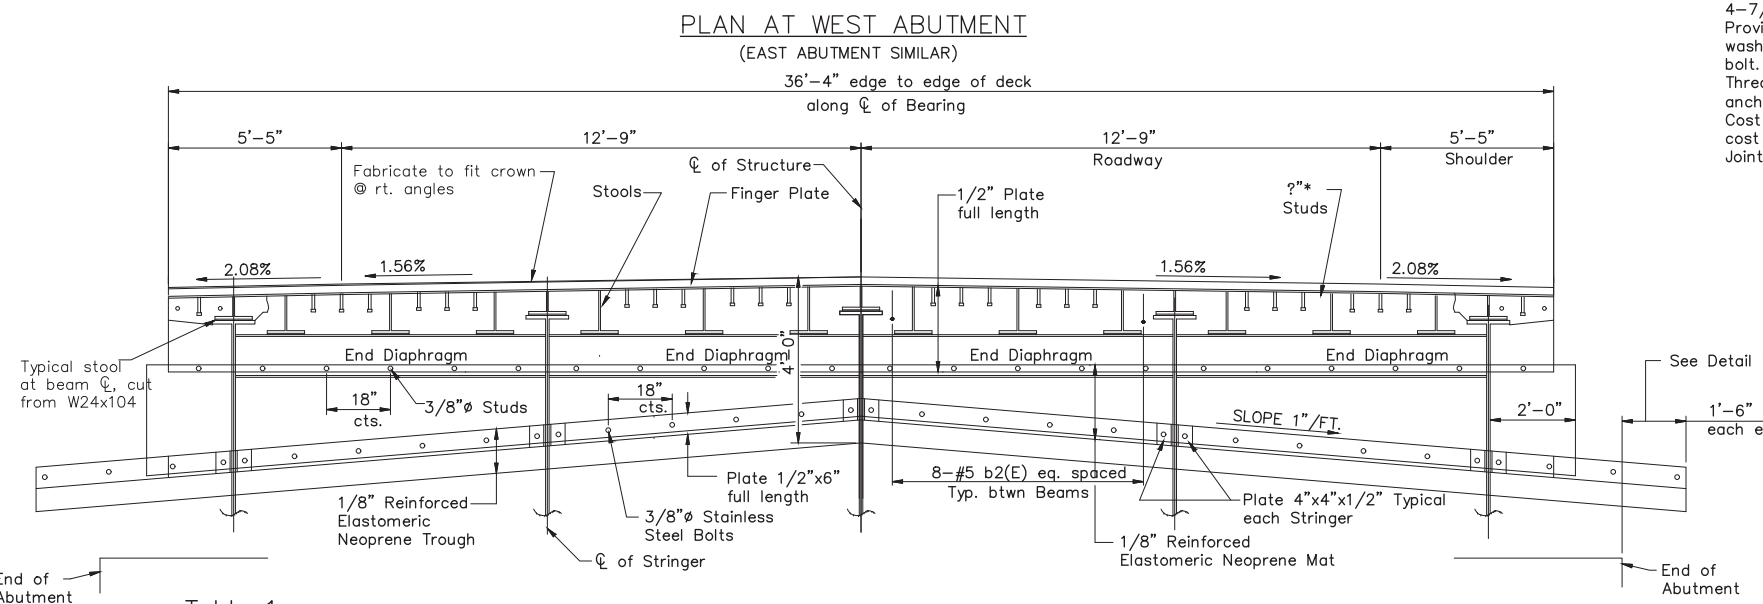 PLAN AT WEST ABUTMENT
(EAST ABUTMENT SIMILAR)
36'-4" edge to edge of deck
along ℄ of Bearing
5'-5"
12'-9"
12'-9"
Roadway
5'-5"
Shoulder
Fabricate to fit crown
@ rt. angles
Stools
℄ of Structure
Finger Plate
1/2" Plate
full length
?"*
Studs
2.08%
1.56%
1.56%
2.08%
Typical stool
at beam ℄, cut
from W24x104
End Diaphragm
End Diaphragm
End Diaphragm
End Diaphragm
4'-0"
18"
cts.
3/8"ø Studs
18"
cts.
SLOPE 1"/FT.
2'-0"
See Detail
1'-6"
each e
1/8" Reinforced
Elastomeric
Neoprene Trough
3/8"ø Stainless
Steel Bolts
Plate 1/2"x6"
full length
8-#5 b2(E) eq. spaced
Typ. btwn Beams
Plate 4"x4"x1/2" Typical
each Stringer
℄ of Stringer
1/8" Reinforced
Elastomeric Neoprene Mat
End of
Abutment
End of
Abutment
4-7/
Provi
wash
bolt.
Threa
anch
Cost
cost
Joint